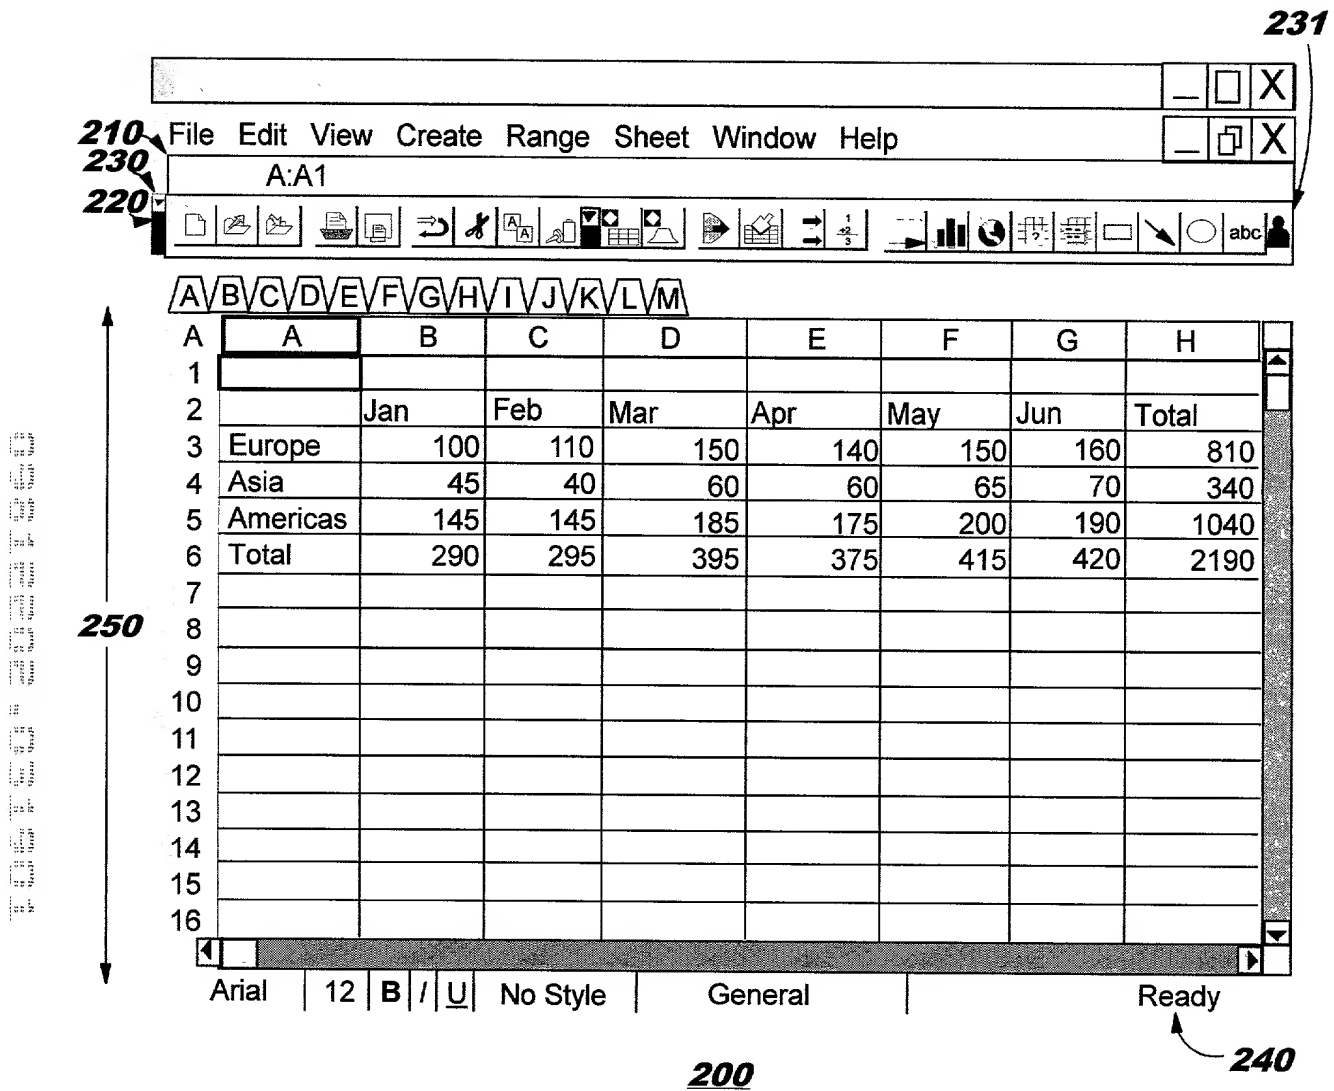 231
_ X
210 File Edit View Create Range Sheet Window Help _ X
230 A:A1
220 A A 1 +2 3 ? abc
A B C D E F G H I J K L M
A A B C D E F G H
1
2 Jan Feb Mar Apr May Jun Total
3 Europe 100 110 150 140 150 160 810
4 Asia 45 40 60 60 65 70 340
5 Americas 145 145 185 175 200 190 1040
6 Total 290 295 395 375 415 420 2190
7
250 8
9
10
11
12
13
14
15
16
Arial 12 B I U No Style General Ready
240
200